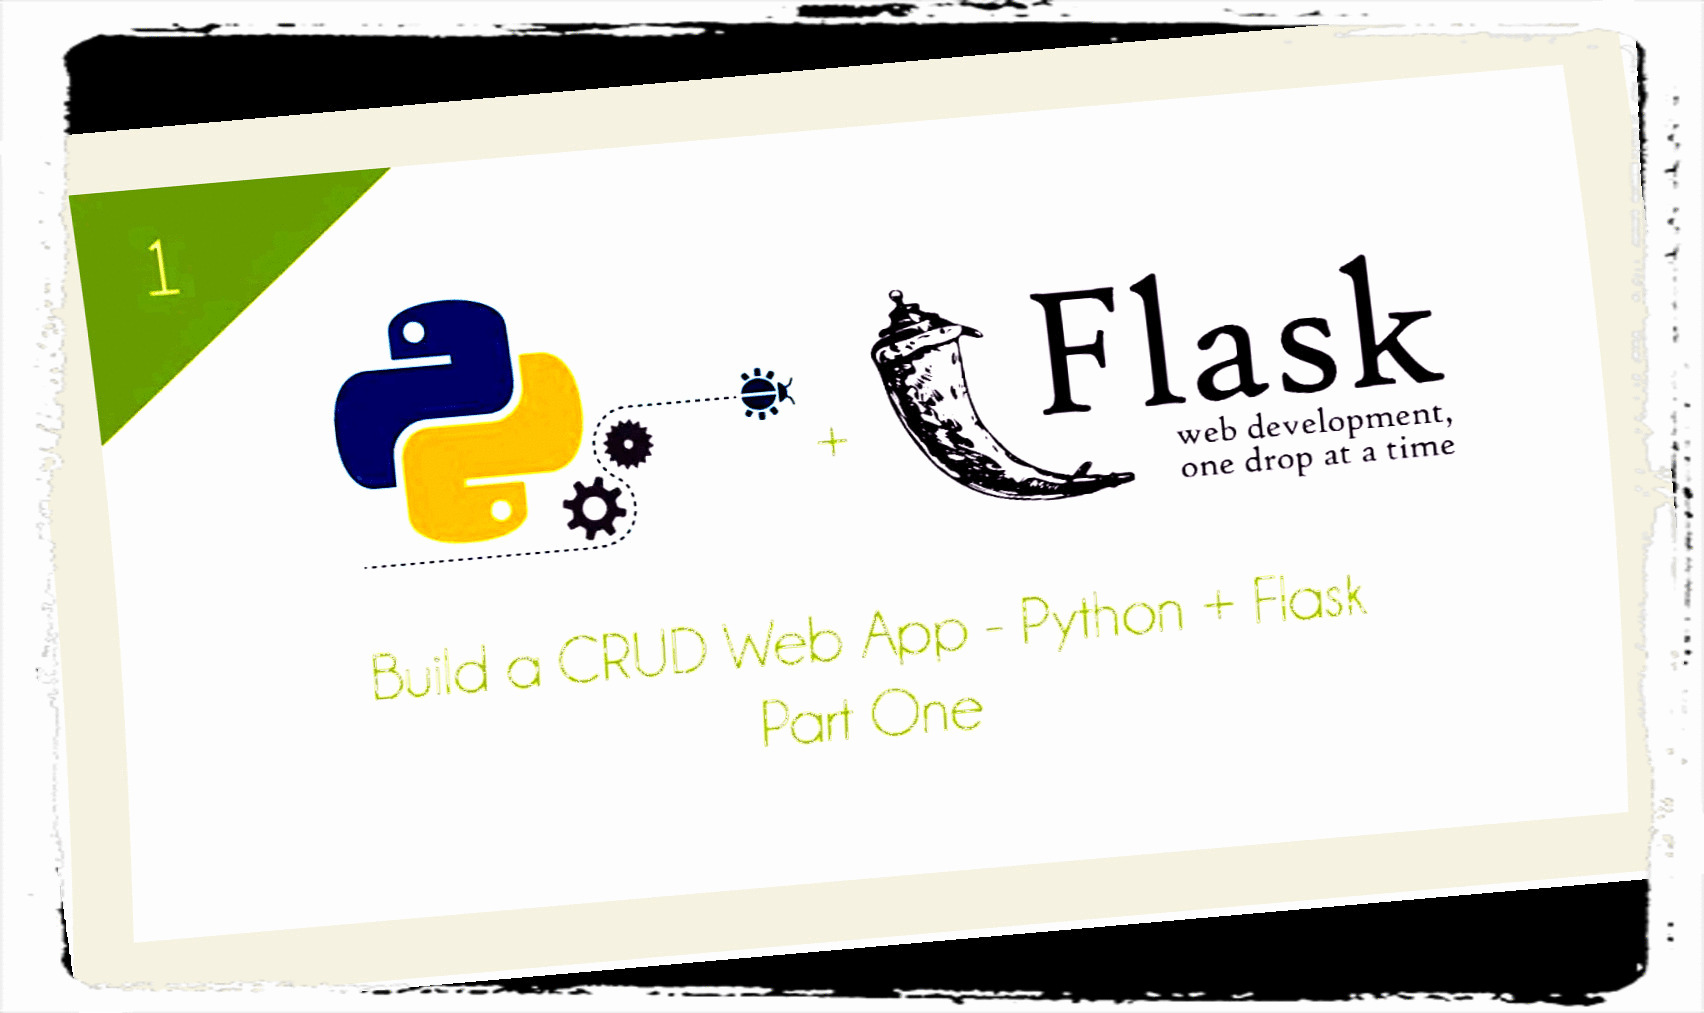 1
Flask
web development,
one drop at a time
+
Build a CRUD Web App - Python + Flask
Part One